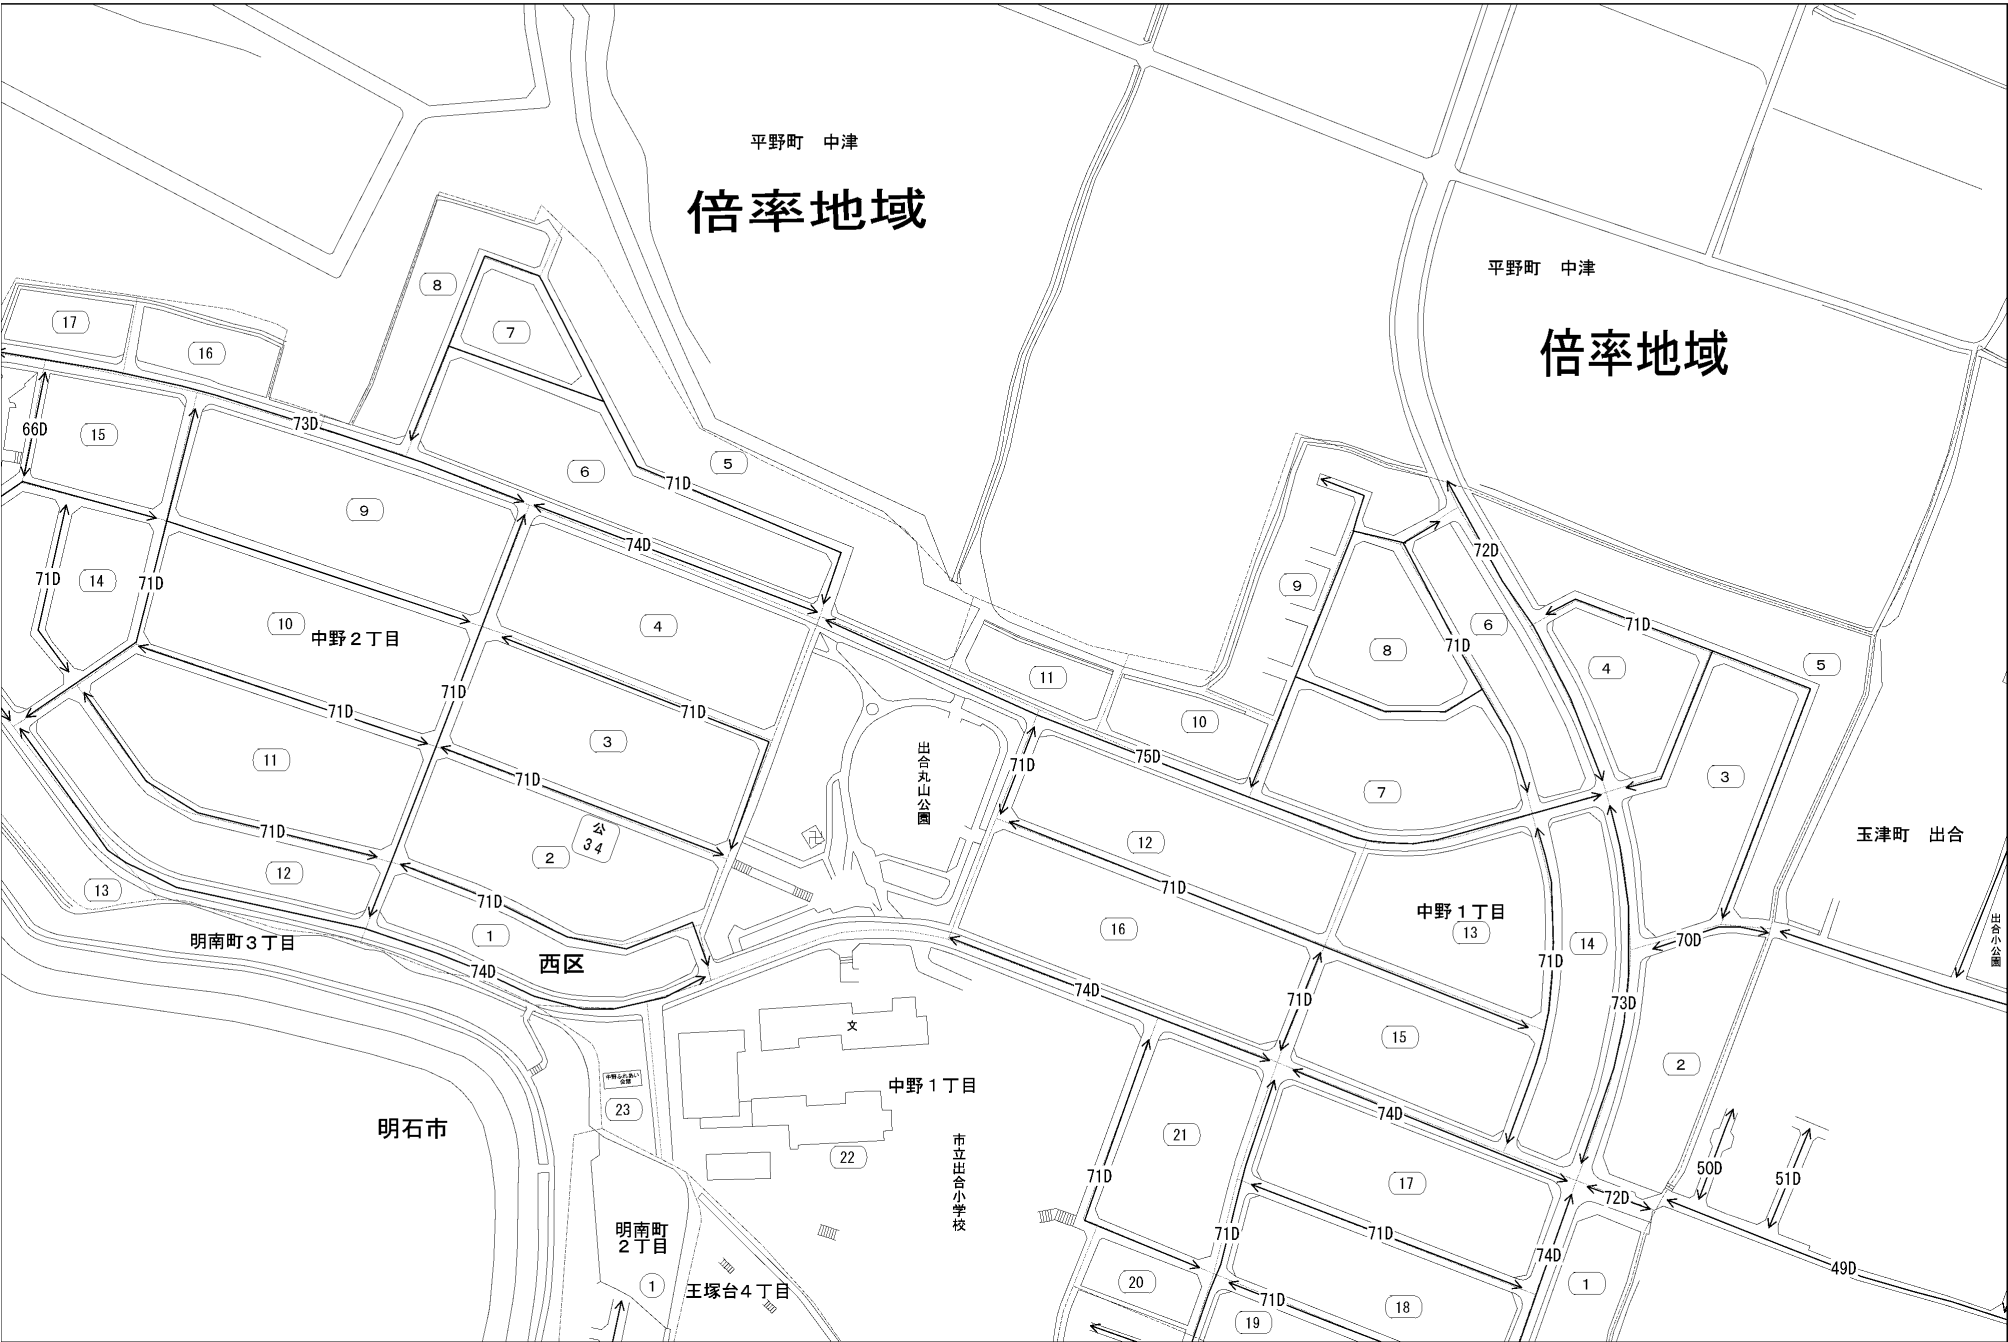 平野町　中津
倍率地域
平野町　中津
倍率地域
8
7
17
16
73D
66D
15
6
5
71D
9
74D
71D
14
71D
10
中野２丁目
4
71D
71D
71D
3
11
71D
71D
公
34
2
12
13
71D
1
明南町３丁目
西区
74D
出合丸山公園
11
10
71D
75D
9
72D
6
8
71D
71D
4
5
7
3
12
71D
玉津町　出合
中野１丁目
13
14
16
71D
70D
出合小公園
74D
71D
73D
15
文
中野１丁目
中野ふれあい
会館
23
2
明石市
22
市立出合小学校
21
74D
71D
17
50D
51D
72D
明南町
２丁目
71D
71D
74D
49D
1
王塚台４丁目
20
1
71D
18
19